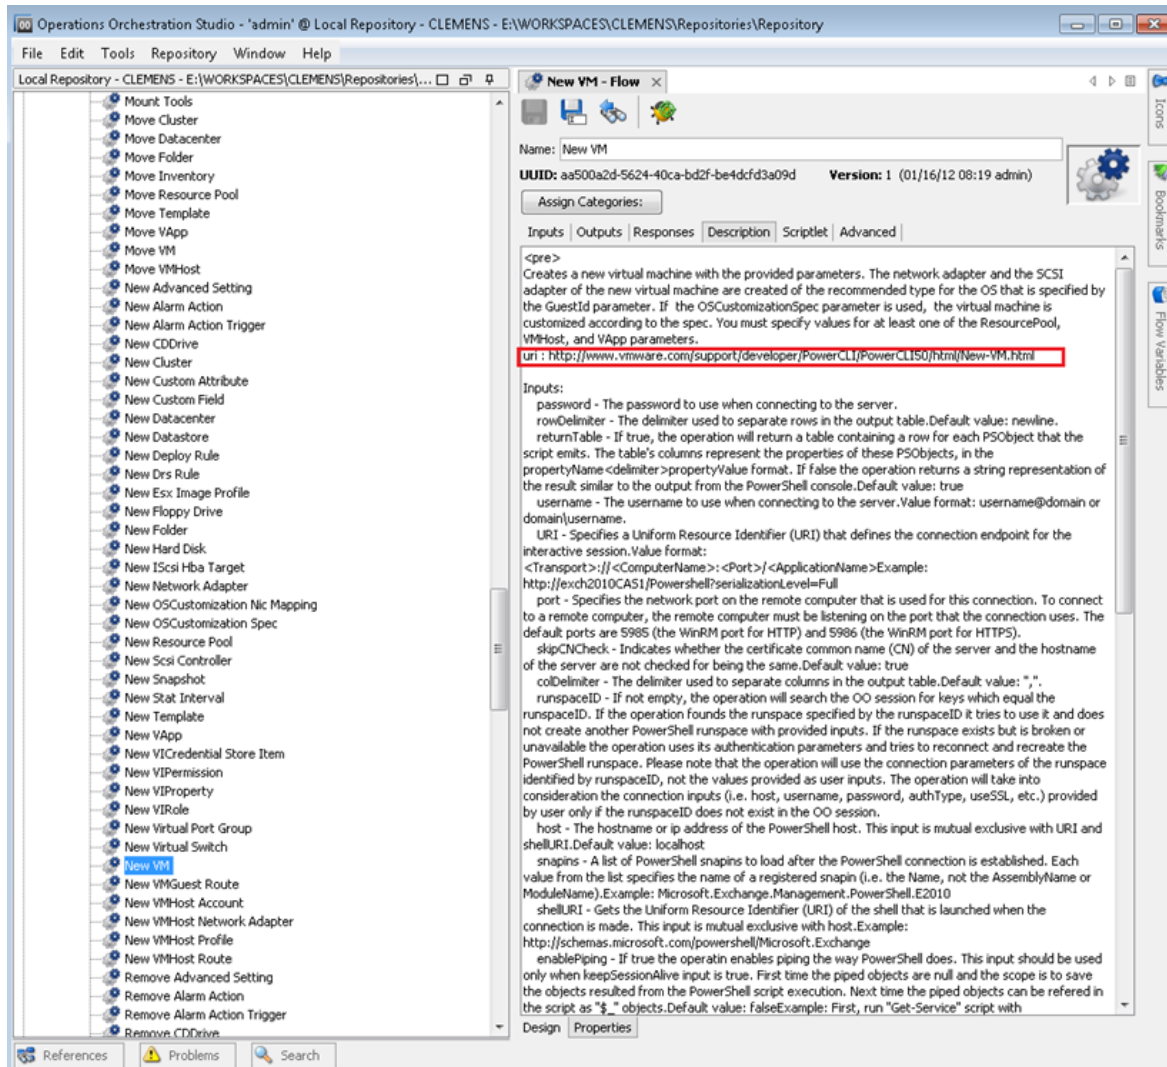 Operations Orchestration Studio - 'admin' @ Local Repository - CLEMENS - E:\WORKSPACES\CLEMENS\Repositories\Repository
File Edit Tools Repository Window Help
Local Repository - CLEMENS - E:\WORKSPACES\CLEMENS\Repositories\...
Mount Tools
Move Cluster
Move Datacenter
Move Folder
Move Inventory
Move Resource Pool
Move Template
Move VApp
Move VM
Move VMHost
New Advanced Setting
New Alarm Action
New Alarm Action Trigger
New CDDrive
New Cluster
New Custom Attribute
New Custom Field
New Datacenter
New Datastore
New Deploy Rule
New Drs Rule
New Esx Image Profile
New Floppy Drive
New Folder
New Hard Disk
New IScsi Hba Target
New Network Adapter
New OSCustomization Nic Mapping
New OSCustomization Spec
New Resource Pool
New Scsi Controller
New Snapshot
New Stat Interval
New Template
New VApp
New VICredential Store Item
New VIPermission
New VIProperty
New VIRole
New Virtual Port Group
New Virtual Switch
New VM
New VMGuest Route
New VMHost Account
New VMHost Network Adapter
New VMHost Profile
New VMHost Route
Remove Advanced Setting
Remove Alarm Action
Remove Alarm Action Trigger
Remove CDDrive
References Problems Search
New VM - Flow
Name: New VM
UUID: aa500a2d-5624-40ca-bd2f-be4dcfd3a09d Version: 1 (01/16/12 08:19 admin)
Assign Categories:
Inputs Outputs Responses Description Scriptlet Advanced
<pre>
Creates a new virtual machine with the provided parameters. The network adapter and the SCSI
adapter of the new virtual machine are created of the recommended type for the OS that is specified by
the GuestId parameter. If the OSCustomizationSpec parameter is used, the virtual machine is
customized according to the spec. You must specify values for at least one of the ResourcePool,
VMHost, and VApp parameters.
uri : http://www.vmware.com/support/developer/PowerCLI/PowerCLI50/html/New-VM.html
Inputs:
password - The password to use when connecting to the server.
rowDelimiter - The delimiter used to separate rows in the output table.Default value: newline.
returnTable - If true, the operation will return a table containing a row for each PSObject that the
script emits. The table's columns represent the properties of these PSObjects, in the
propertyName<delimiter>propertyValue format. If false the operation returns a string representation of
the result similar to the output from the PowerShell console.Default value: true
username - The username to use when connecting to the server.Value format: username@domain or
domain\username.
URI - Specifies a Uniform Resource Identifier (URI) that defines the connection endpoint for the
interactive session.Value format:
<Transport>://<ComputerName>:<Port>/<ApplicationName>Example:
http://exch2010CAS1/Powershell?serializationLevel=Full
port - Specifies the network port on the remote computer that is used for this connection. To connect
to a remote computer, the remote computer must be listening on the port that the connection uses. The
default ports are 5985 (the WinRM port for HTTP) and 5986 (the WinRM port for HTTPS).
skipCNCheck - Indicates whether the certificate common name (CN) of the server and the hostname
of the server are not checked for being the same.Default value: true
colDelimiter - The delimiter used to separate columns in the output table.Default value: ",".
runspaceID - If not empty, the operation will search the OO session for keys which equal the
runspaceID. If the operation founds the runspace specified by the runspaceID it tries to use it and does
not create another PowerShell runspace with provided inputs. If the runspace exists but is broken or
unavailable the operation uses its authentication parameters and tries to reconnect and recreate the
PowerShell runspace. Please note that the operation will use the connection parameters of the runspace
identified by runspaceID, not the values provided as user inputs. The operation will take into
consideration the connection inputs (i.e. host, username, password, authType, useSSL, etc.) provided
by user only if the runspaceID does not exist in the OO session.
host - The hostname or ip address of the PowerShell host. This input is mutual exclusive with URI and
shellURI.Default value: localhost
snapins - A list of PowerShell snapins to load after the PowerShell connection is established. Each
value from the list specifies the name of a registered snapin (i.e. the Name, not the AssemblyName or
ModuleName).Example: Microsoft.Exchange.Management.PowerShell.E2010
shellURI - Gets the Uniform Resource Identifier (URI) of the shell that is launched when the
connection is made. This input is mutual exclusive with host.Example:
http://schemas.microsoft.com/powershell/Microsoft.Exchange
enablePiping - If true the operatin enables piping the way PowerShell does. This input should be used
only when keepSessionAlive input is true. First time the piped objects are null and the scope is to save
the objects resulted from the PowerShell script execution. Next time the piped objects can be refered in
the script as "$_" objects.Default value: falseExample: First, run "Get-Service" script with
Design Properties
Icons
Bookmarks
Flow Variables